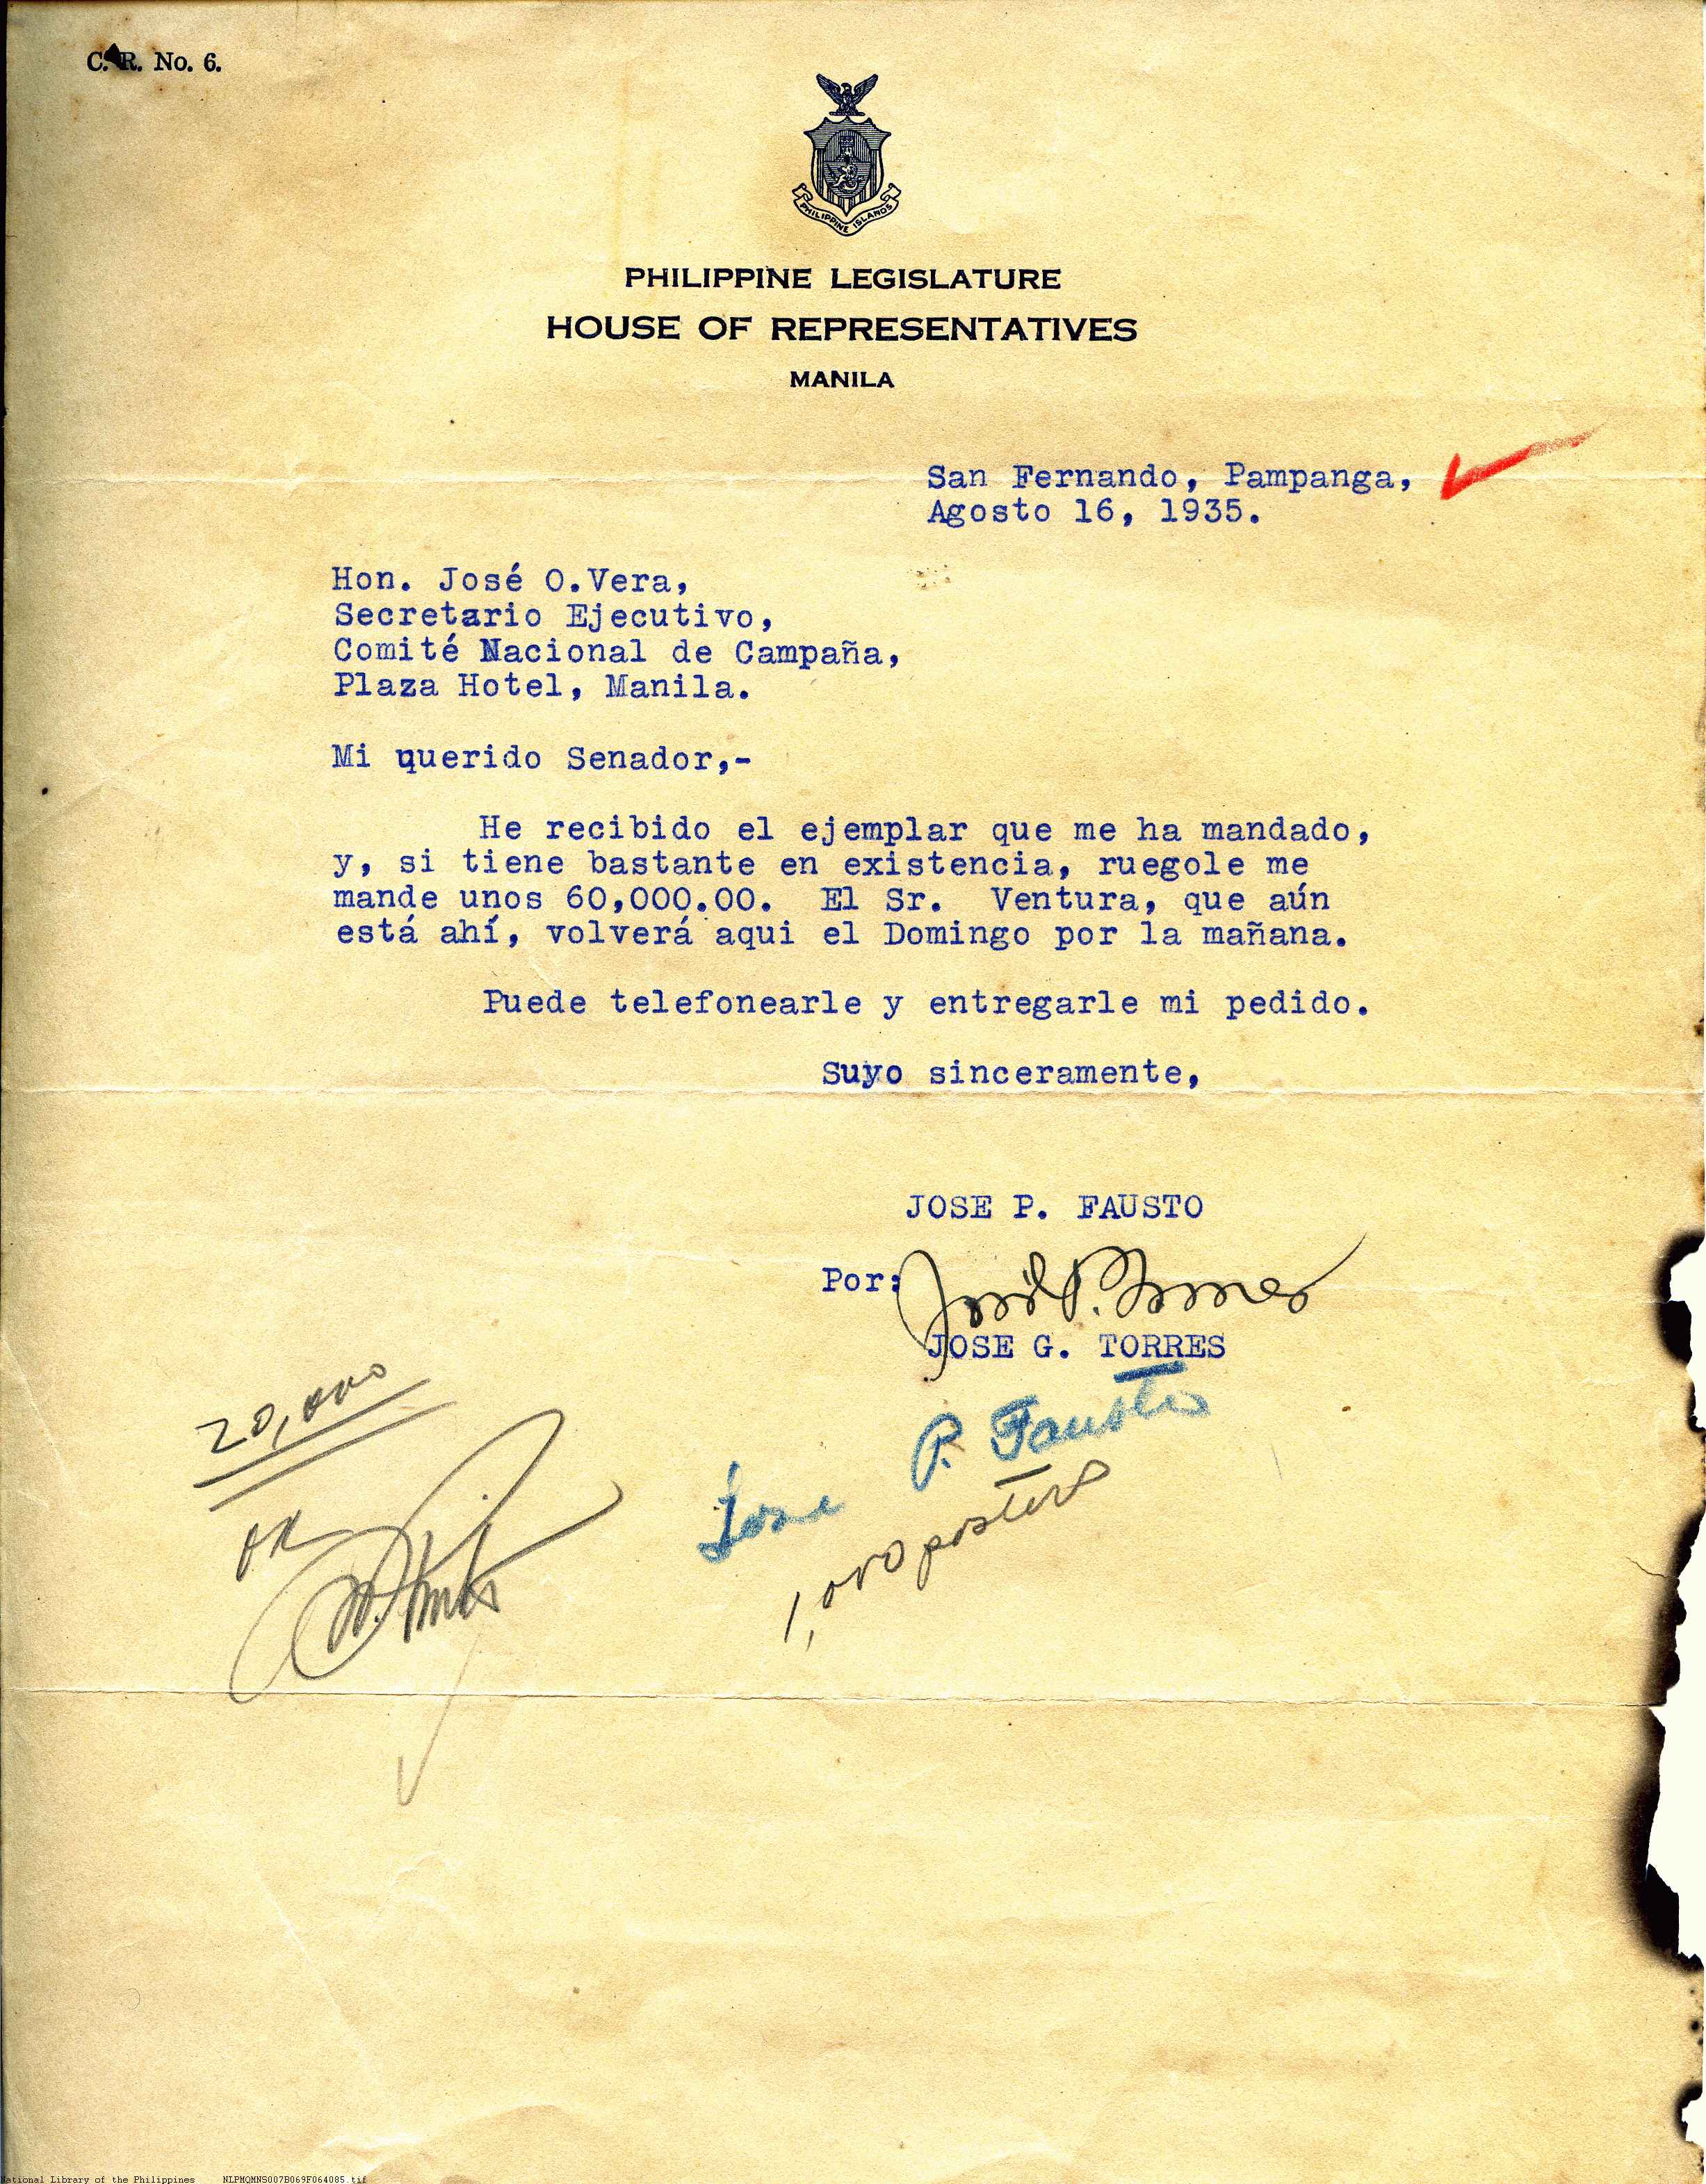 C. R. No. 6.
PHILIPPINE ISLANDS
PHILIPPINE LEGISLATURE
HOUSE OF REPRESENTATIVES
MANILA
San Fernando, Pampanga,
Agosto 16, 1935.
Hon. José O.Vera,
Secretario Ejecutivo,
Comité Nacional de Campaña,
Plaza Hotel, Manila.
Mi querido Senador,-
He recibido el ejemplar que me ha mandado,
y, si tiene bastante en existencia, ruegole me
mande unos 60,000.00. El Sr. Ventura, que aún
está ahí, volverá aqui el Domingo por la mañana.
Puede telefonearle y entregarle mi pedido.
Suyo sinceramente,
JOSE P. FAUSTO
Por:
JOSE G. TORRES
20,000
OK
Jose P. Fausto
1,000 posters
National Library of the Philippines NLPMQMNS007B069F064085.tif